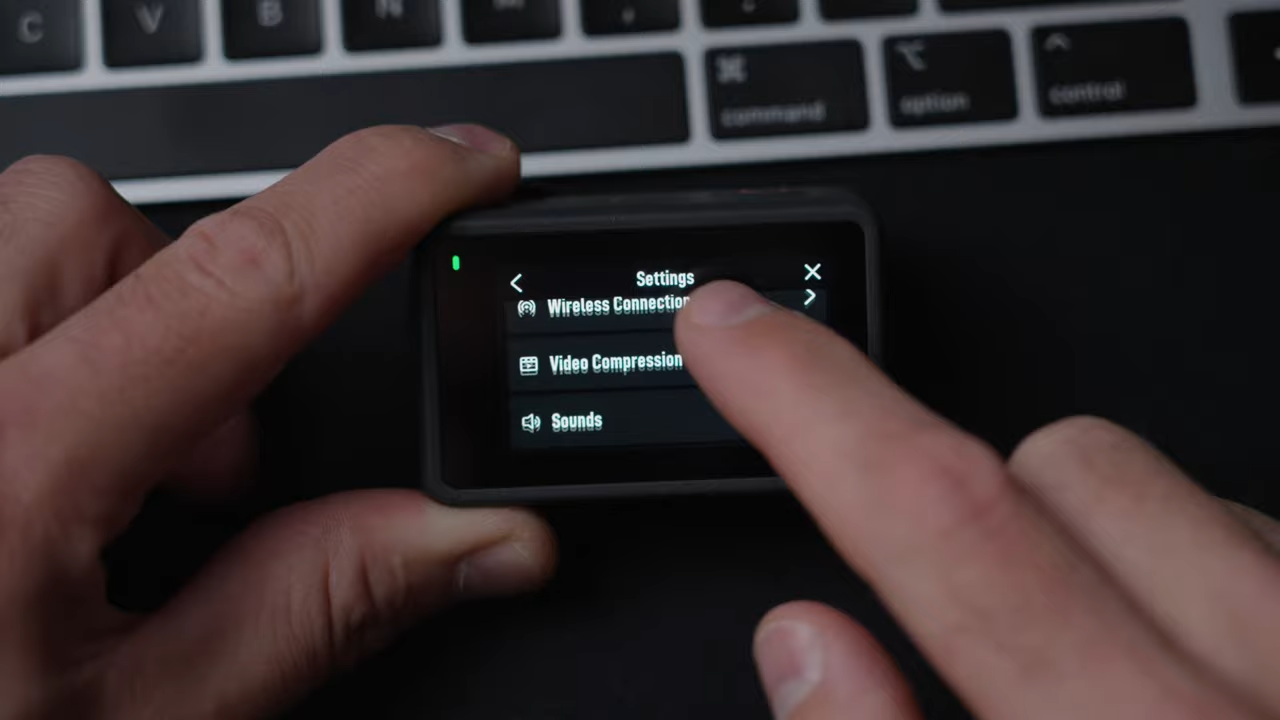 C V B N M
command option control
Settings
Wireless Connection
Video Compression
Sounds